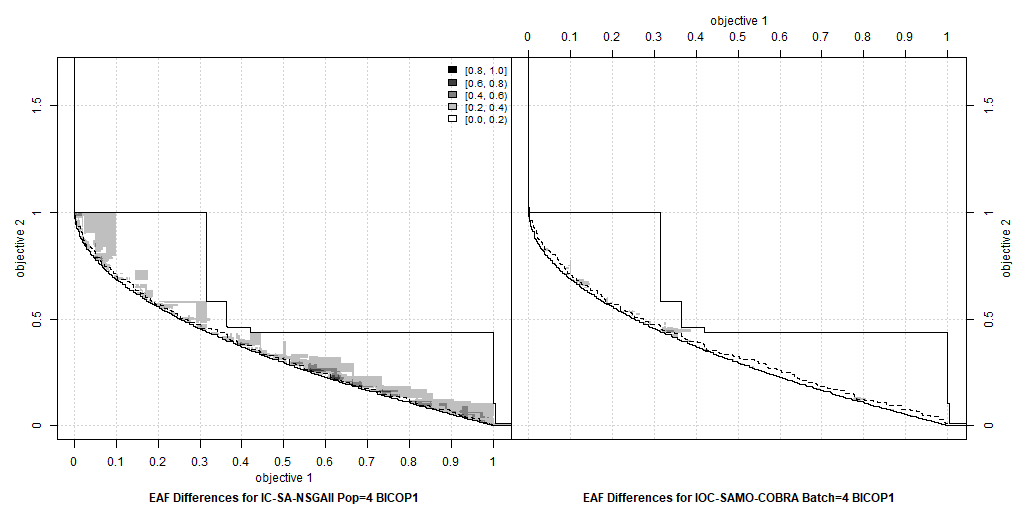 objective 1
0 0.1 0.2 0.3 0.4 0.5 0.6 0.7 0.8 0.9 1
[0.8, 1.0]
[0.6, 0.8)
[0.4, 0.6)
[0.2, 0.4)
[0.0, 0.2)
1.5
1
0.5
0
objective 2
1.5
1
0.5
0
objective 2
0 0.1 0.2 0.3 0.4 0.5 0.6 0.7 0.8 0.9 1
objective 1
EAF Differences for IC-SA-NSGAII Pop=4 BICOP1
EAF Differences for IOC-SAMO-COBRA Batch=4 BICOP1